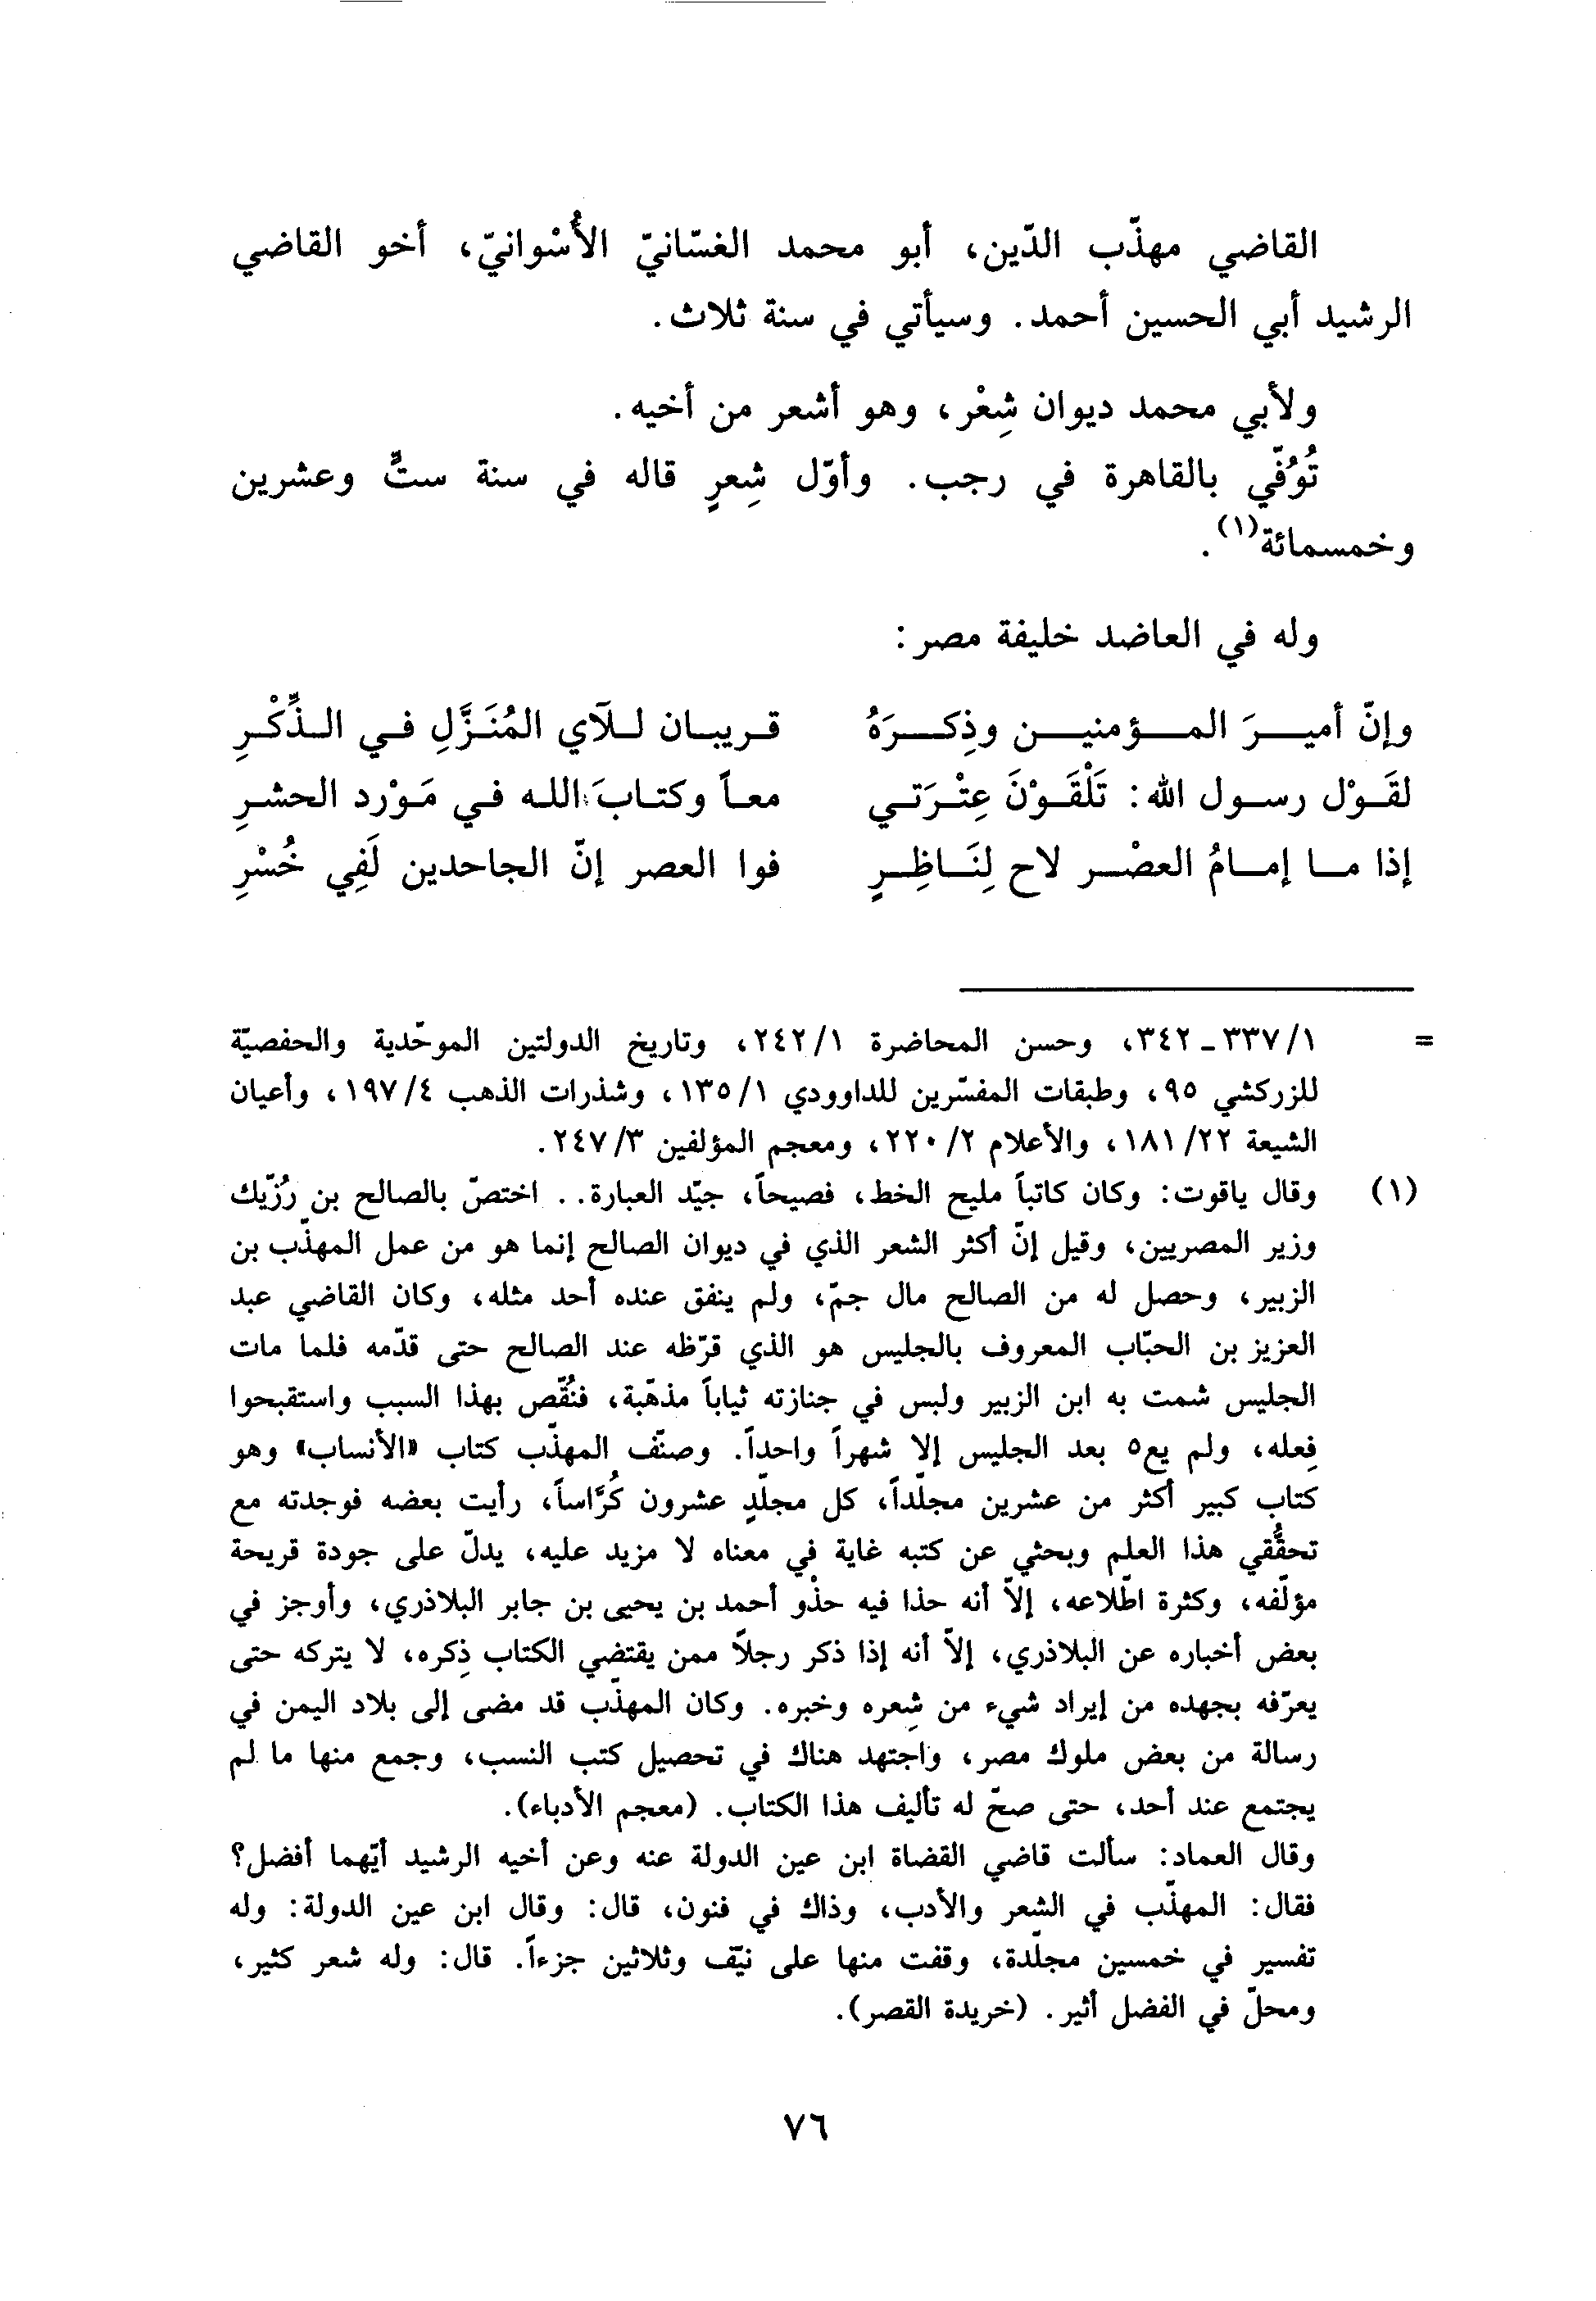 القاضي مهذّب الدّين، أبو محمد الغسّانيّ الأُسْوانيّ، أخو القاضي
الرشيد أبي الحسين أحمد. وسيأتي في سنة ثلاث.
ولأبي محمد ديوان شِعْر، وهو أشعر من أخيه.
تُوُفّي بالقاهرة في رجب. وأوّل شِعرٍ قاله في سنة ستٍّ وعشرين
وخمسمائة(١).
وله في العاضد خليفة مصر:
وإنّ أميرَ المؤمنين وذِكرَهُ قريبان للآي المُنَزَّلِ في الذِّكْرِ
لقَوْل رسول الله: تَلْقَوْنَ عِتْرَتي معاً وكتابَ الله في مَوْرد الحشرِ
إذا ما إمامُ العصْر لاح لِنَاظِرٍ فوا العصر إنّ الجاحدين لَفِي خُسْرِ
= ١/ ٣٣٧ ـ ٣٤٢، وحسن المحاضرة ١/ ٢٤٢، وتاريخ الدولتين الموحّدية والحفصيّة
للزركشي ٩٥، وطبقات المفسّرين للداوودي ١/ ١٣٥، وشذرات الذهب ٤/ ١٩٧، وأعيان
الشيعة ٢٢/ ١٨١، والأعلام ٢/ ٢٢٠، ومعجم المؤلفين ٣/ ٢٤٧.
(١) وقال ياقوت: وكان كاتباً مليح الخط، فصيحاً، جيّد العبارة.. اختصّ بالصالح بن رُزّيك
وزير المصريين، وقيل إنّ أكثر الشعر الذي في ديوان الصالح إنما هو من عمل المهذّب بن
الزبير، وحصل له من الصالح مال جمّ، ولم ينفق عنده أحد مثله، وكان القاضي عبد
العزيز بن الحبّاب المعروف بالجليس هو الذي قرّظه عند الصالح حتى قدّمه فلما مات
الجليس شمت به ابن الزبير ولبس في جنازته ثياباً مذهّبة، فنُقّص بهذا السبب واستقبحوا
فِعله، ولم يع٥ بعد الجليس إلا شهراً واحداً. وصنّف المهذّب كتاب «الأنساب» وهو
كتاب كبير أكثر من عشرين مجلّداً، كل مجلّدٍ عشرون كُرَّاساً، رأيت بعضه فوجدته مع
تحقُّقي هذا العلم وبحثي عن كتبه غاية في معناه لا مزيد عليه، يدلّ على جودة قريحة
مؤلّفه، وكثرة اطّلاعه، إلاّ أنه حذا فيه حذْو أحمد بن يحيى بن جابر البلاذري، وأوجز في
بعض أخباره عن البلاذري، إلاّ أنه إذا ذكر رجلاً ممن يقتضي الكتاب ذِكره، لا يتركه حتى
يعرّفه بجهده من إيراد شيء من شِعره وخبره. وكان المهذّب قد مضى إلى بلاد اليمن في
رسالة من بعض ملوك مصر، واجتهد هناك في تحصيل كتب النسب، وجمع منها ما لم
يجتمع عند أحد، حتى صحّ له تأليف هذا الكتاب. (معجم الأدباء).
وقال العماد: سألت قاضي القضاة ابن عين الدولة عنه وعن أخيه الرشيد أيّهما أفضل؟
فقال: المهذّب في الشعر والأدب، وذاك في فنون، قال: وقال ابن عين الدولة: وله
تفسير في خمسين مجلّدة، وقفت منها على نيّف وثلاثين جزءاً. قال: وله شعر كثير،
ومحلّ في الفضل أثير. (خريدة القصر).
٧٦